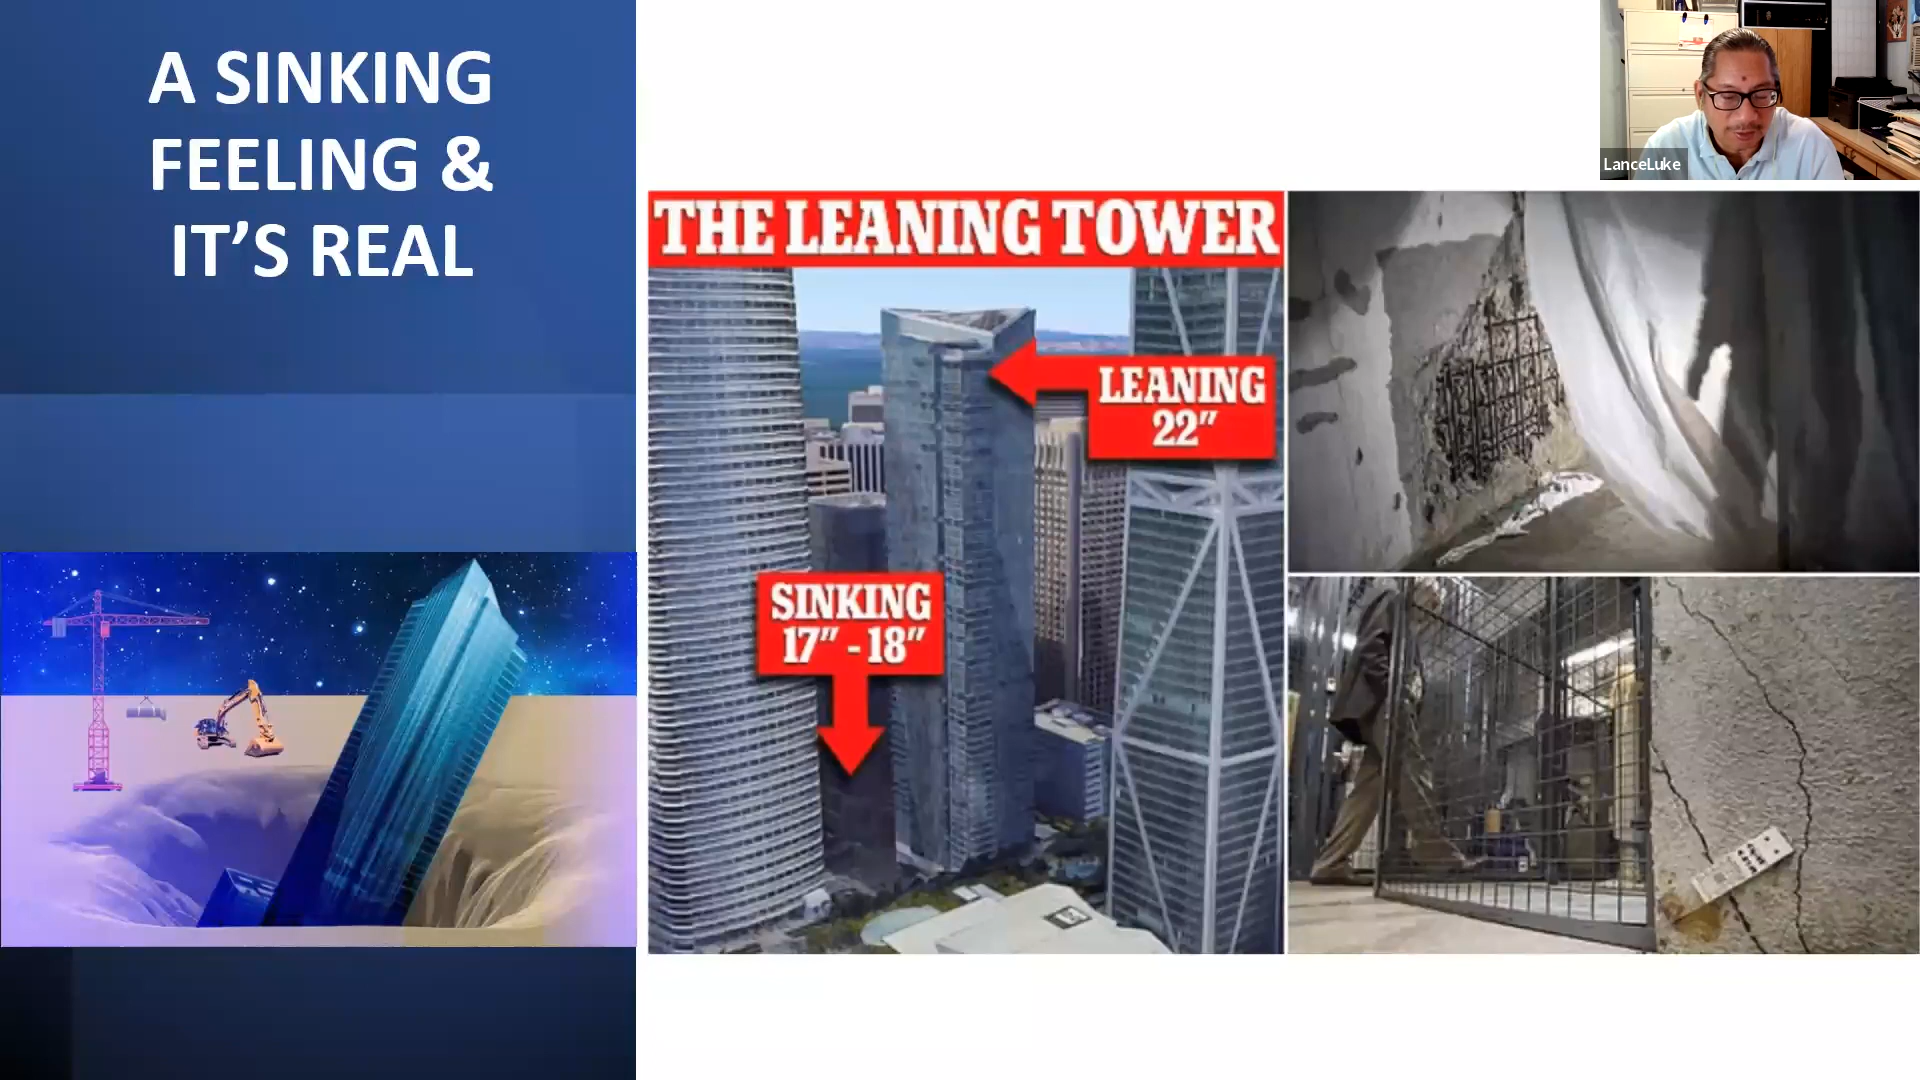 A SINKING
FEELING &
IT’S REAL
LanceLuke
THE LEANING TOWER
LEANING
22"
SINKING
17" - 18"